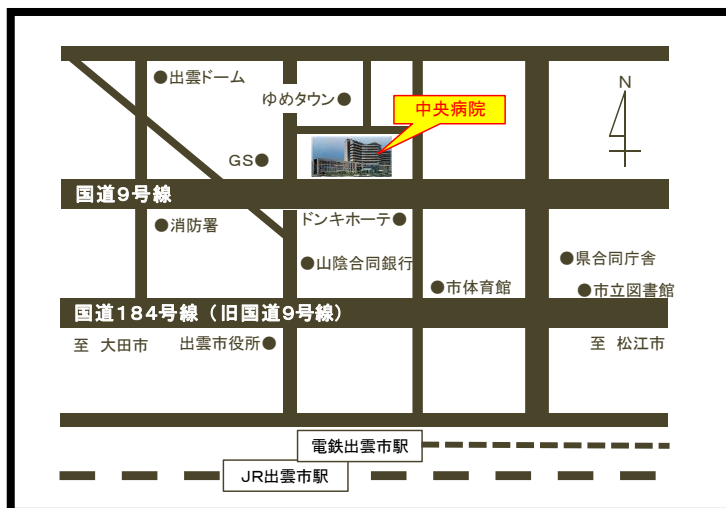 ●出雲ドーム
N
ゆめタウン●
中央病院
GS●
国道9号線
ドンキホーテ●
●消防署
●山陰合同銀行
●県合同庁舎
●市体育館
●市立図書館
国道184号線(旧国道9号線)
至 大田市
出雲市役所●
至 松江市
電鉄出雲市駅
JR出雲市駅